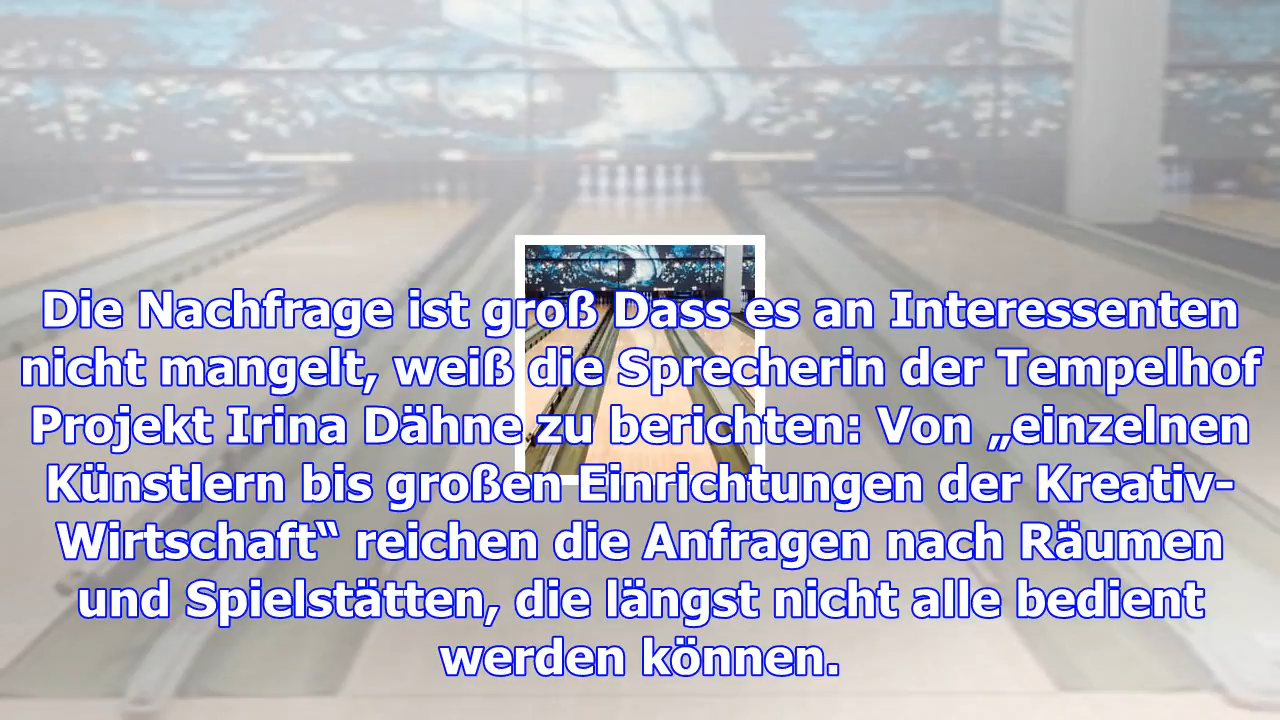 Die Nachfrage ist groß Dass es an Interessenten
nicht mangelt, weiß die Sprecherin der Tempelhof
Projekt Irina Dähne zu berichten: Von „einzelnen
Künstlern bis großen Einrichtungen der Kreativ-
Wirtschaft“ reichen die Anfragen nach Räumen
und Spielstätten, die längst nicht alle bedient
werden können.